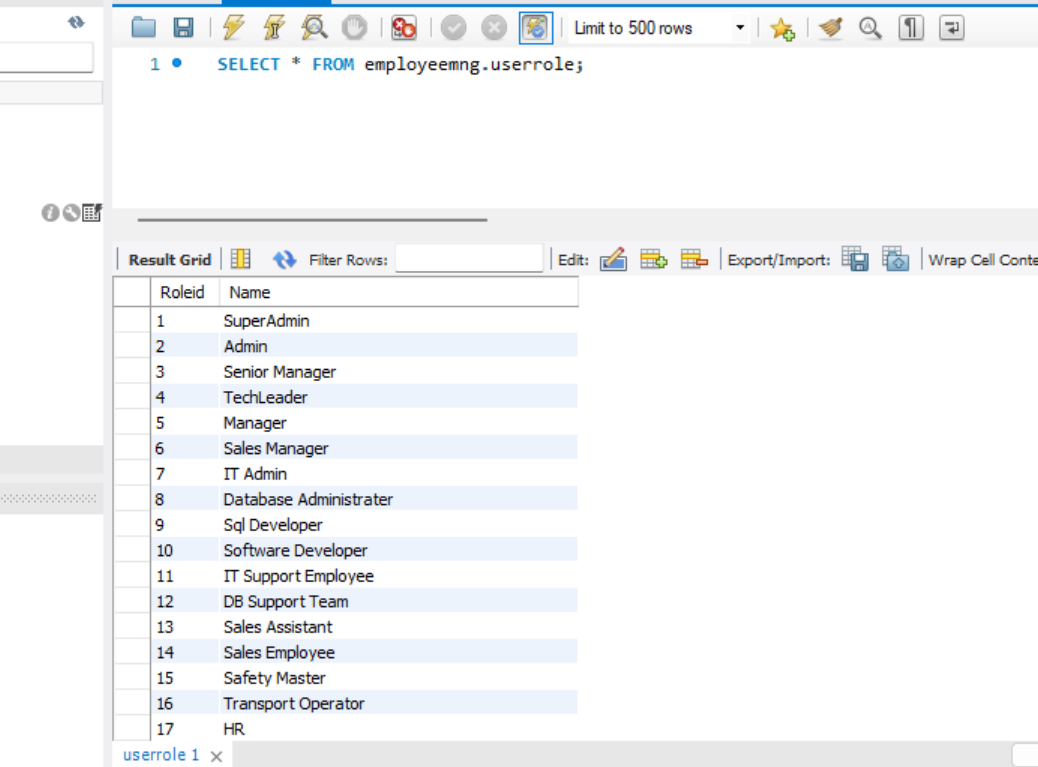 Limit to 500 rows
1 SELECT * FROM employeemng.userrole;
Result Grid Filter Rows: Edit: Export/Import: Wrap Cell Conte
Roleid Name
1 SuperAdmin
2 Admin
3 Senior Manager
4 TechLeader
5 Manager
6 Sales Manager
7 IT Admin
8 Database Administrater
9 Sql Developer
10 Software Developer
11 IT Support Employee
12 DB Support Team
13 Sales Assistant
14 Sales Employee
15 Safety Master
16 Transport Operator
17 HR
userrole 1